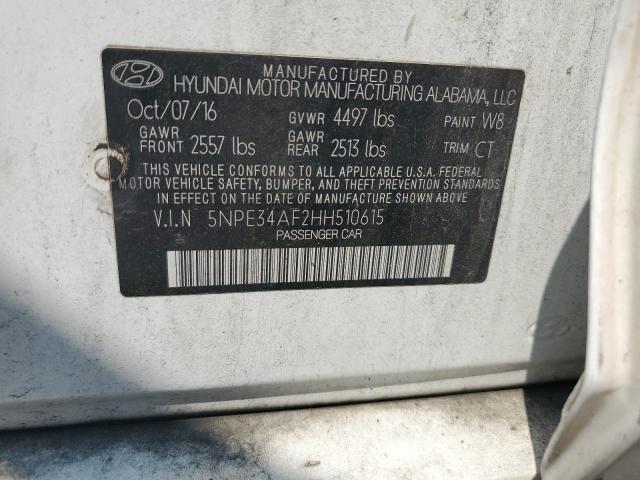 MANUFACTURED BY
HYUNDAI MOTOR MANUFACTURING ALABAMA, LLC
Oct/07/16 GVWR 4497 lbs PAINT W8
GAWR FRONT 2557 lbs GAWR REAR 2513 lbs TRIM CT
THIS VEHICLE CONFORMS TO ALL APPLICABLE U.S.A. FEDERAL
MOTOR VEHICLE SAFETY, BUMPER, AND THEFT PREVENTION STANDARDS
IN EFFECT ON THE DATE OF MANUFACTURE SHOWN ABOVE.
V.I.N 5NPE34AF2HH510615
PASSENGER CAR